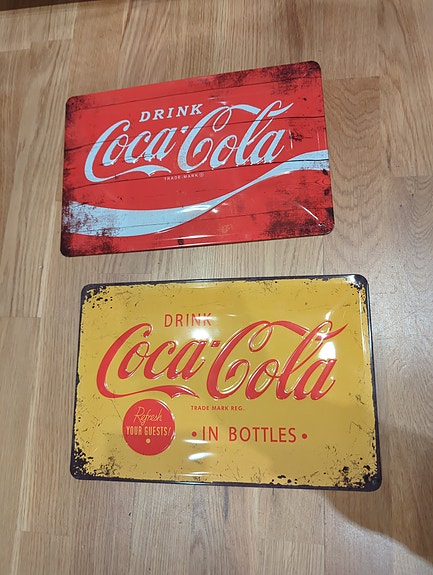 DRINK
Coca-Cola
TRADE-MARK ®
DRINK
Coca-Cola
TRADE MARK REG.
Refresh
YOUR GUESTS!
• IN BOTTLES •